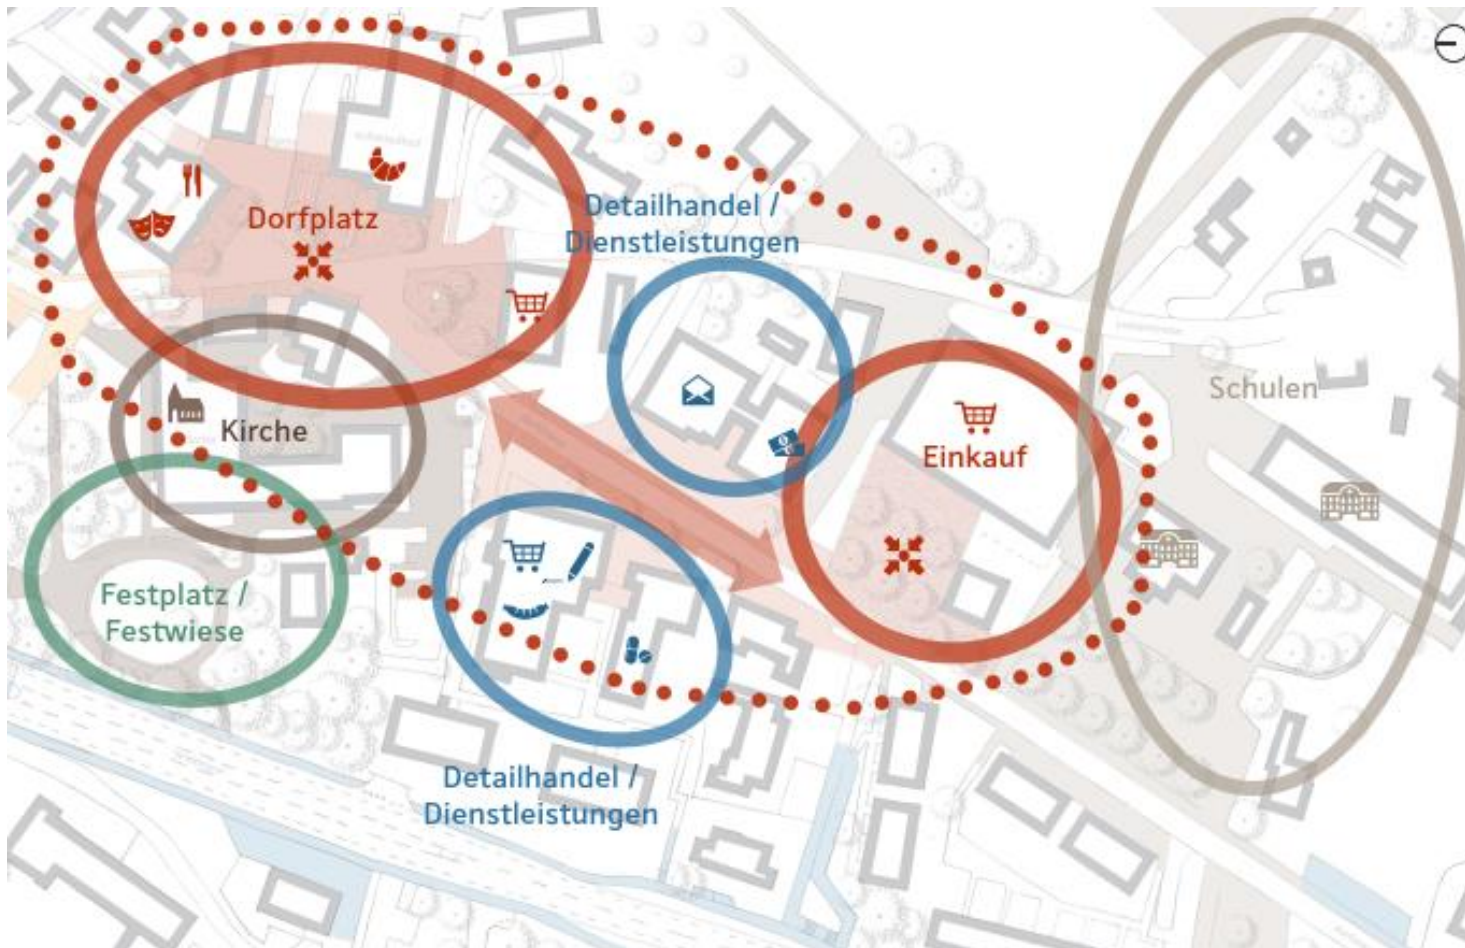 Dorfplatz
Detailhandel /
Dienstleistungen
Kirche
Einkauf
Schulen
Festplatz /
Festwiese
Detailhandel /
Dienstleistungen